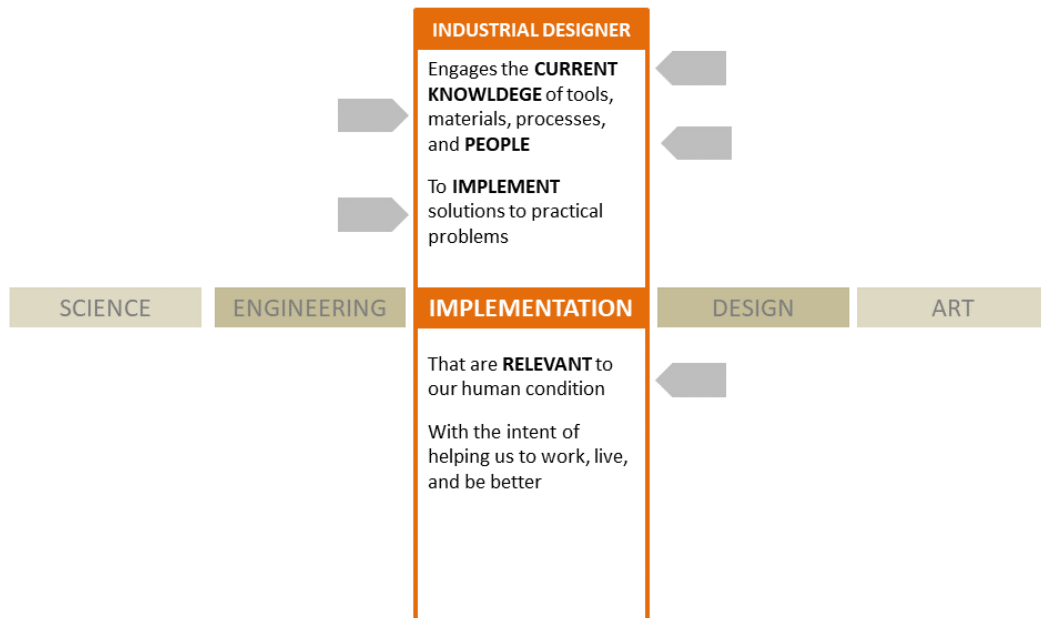 INDUSTRIAL DESIGNER
Engages the CURRENT
KNOWLDEGE of tools,
materials, processes,
and PEOPLE
To IMPLEMENT
solutions to practical
problems
SCIENCE ENGINEERING IMPLEMENTATION DESIGN ART
That are RELEVANT to
our human condition
With the intent of
helping us to work, live,
and be better